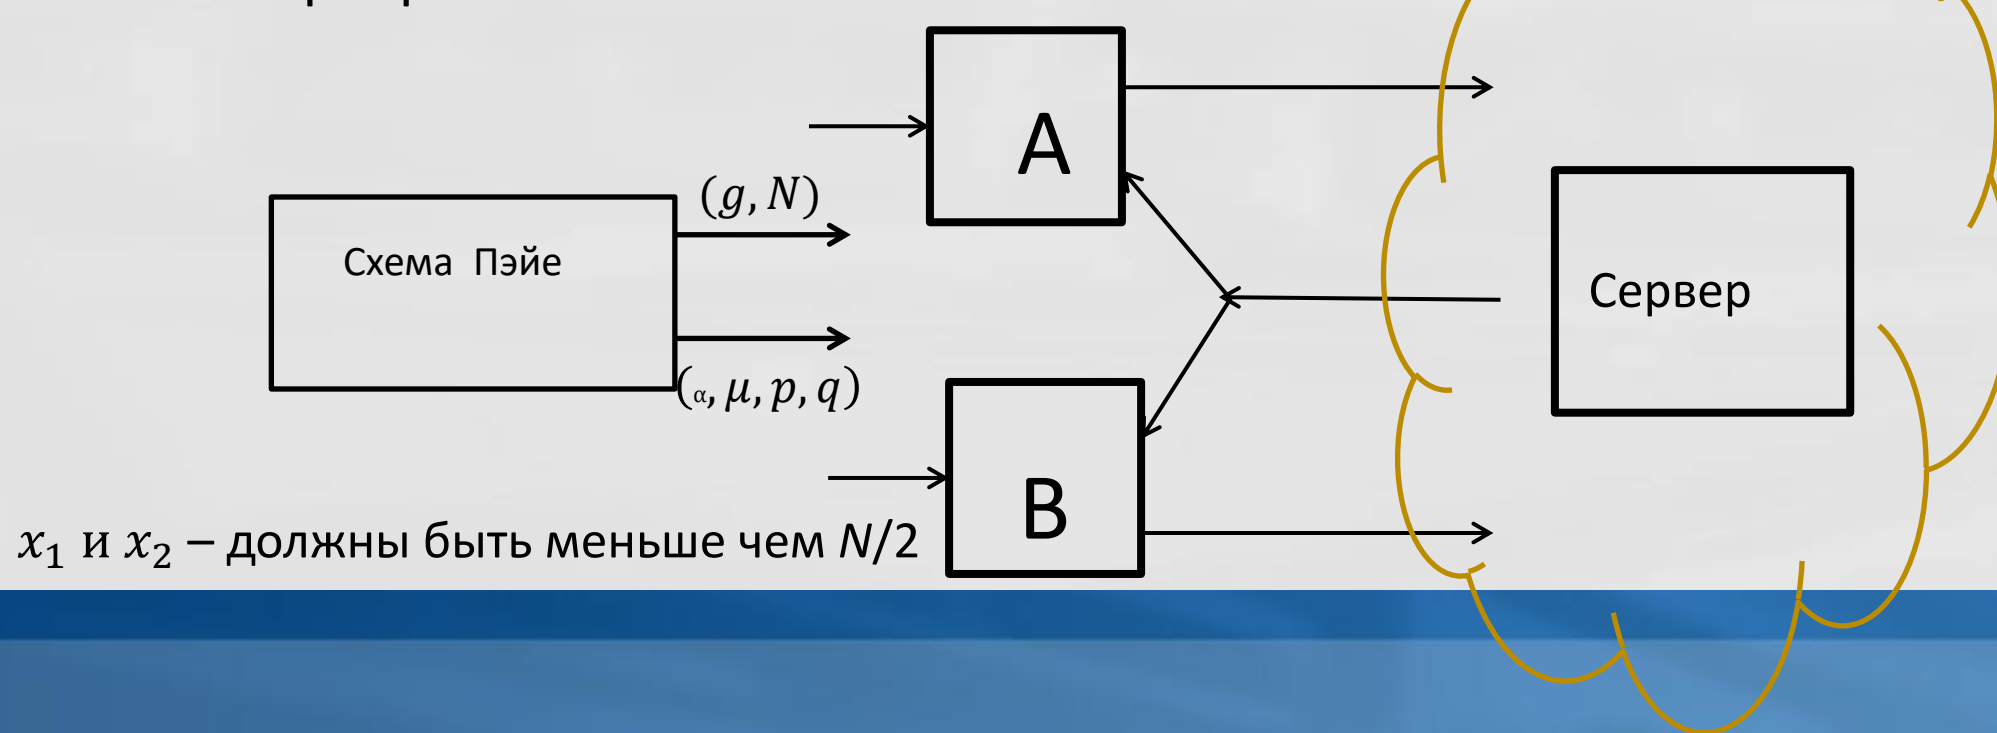 A
(g, N)
Схема Пэйе
Сервер
(α, μ, p, q)
B
x₁ и x₂ – должны быть меньше чем N/2